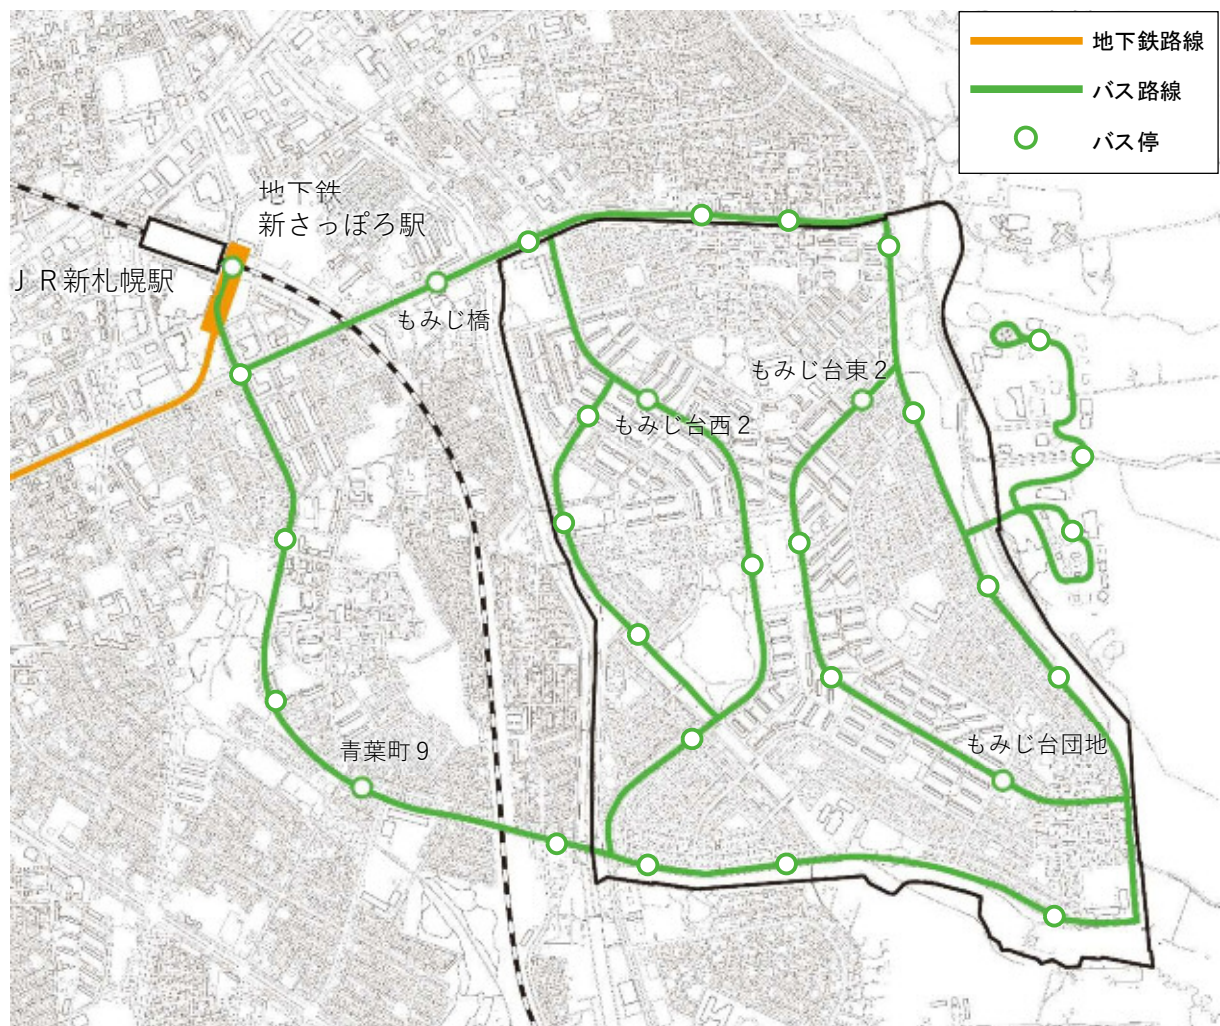 地下鉄路線
バス路線
バス停
地下鉄
新さっぽろ駅
ＪＲ新札幌駅
もみじ橋
もみじ台東２
もみじ台西２
もみじ台団地
青葉町９